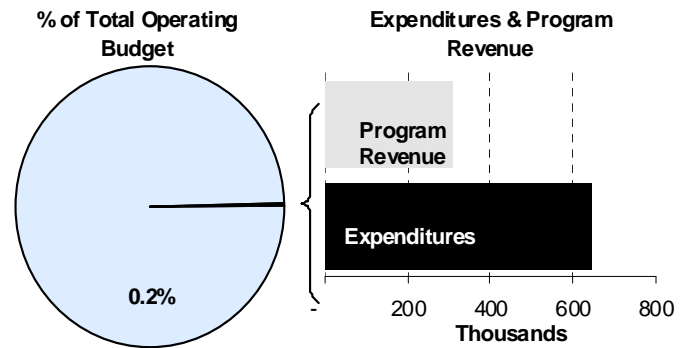 % of Total Operating
Budget
0.2%
Expenditures & Program
Revenue
Program
Revenue
Expenditures
- 200 400 600 800
Thousands